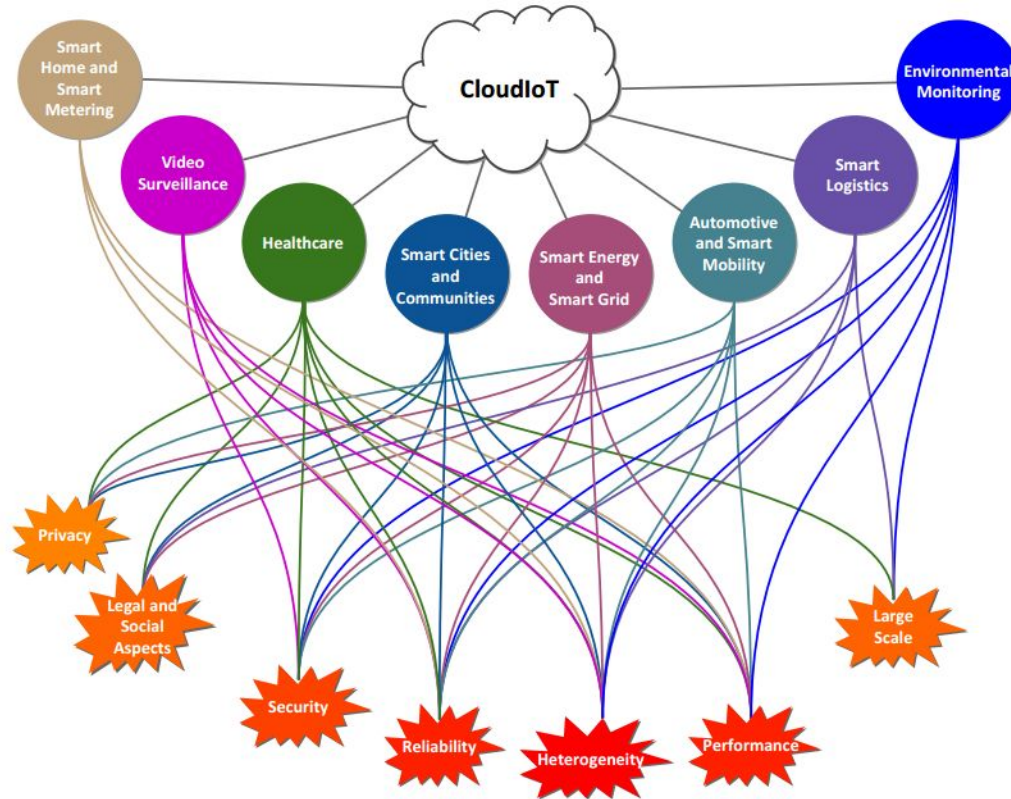 CloudIoT
Smart
Home and
Smart
Metering
Environmental
Monitoring
Video
Surveillance
Smart
Logistics
Healthcare
Automotive
and Smart
Mobility
Smart Cities
and
Communities
Smart Energy
and
Smart Grid
Privacy
Legal and
Social
Aspects
Large
Scale
Security
Reliability
Heterogeneity
Performance